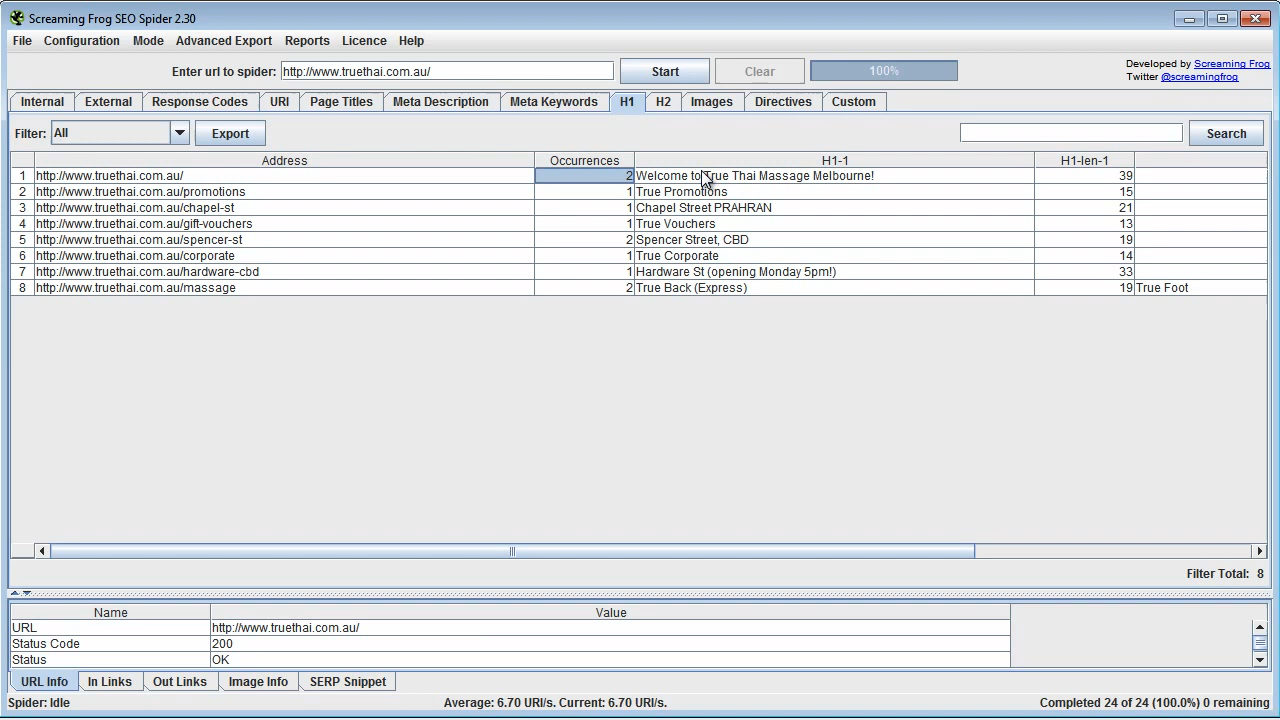 Screaming Frog SEO Spider 2.30
File Configuration Mode Advanced Export Reports Licence Help
Enter url to spider: http://www.truethai.com.au/ Start Clear 100% Developed by Screaming Frog
Twitter @screamingfrog
Internal External Response Codes URI Page Titles Meta Description Meta Keywords H1 H2 Images Directives Custom
Filter: All Export Search
Address Occurrences H1-1 H1-len-1
1 http://www.truethai.com.au/ 2 Welcome to True Thai Massage Melbourne! 39
2 http://www.truethai.com.au/promotions 1 True Promotions 15
3 http://www.truethai.com.au/chapel-st 1 Chapel Street PRAHRAN 21
4 http://www.truethai.com.au/gift-vouchers 1 True Vouchers 13
5 http://www.truethai.com.au/spencer-st 2 Spencer Street, CBD 19
6 http://www.truethai.com.au/corporate 1 True Corporate 14
7 http://www.truethai.com.au/hardware-cbd 1 Hardware St (opening Monday 5pm!) 33
8 http://www.truethai.com.au/massage 2 True Back (Express) 19 True Foot
Filter Total: 8
Name Value
URL http://www.truethai.com.au/
Status Code 200
Status OK
URL Info In Links Out Links Image Info SERP Snippet
Spider: Idle Average: 6.70 URI/s. Current: 6.70 URI/s. Completed 24 of 24 (100.0%) 0 remaining